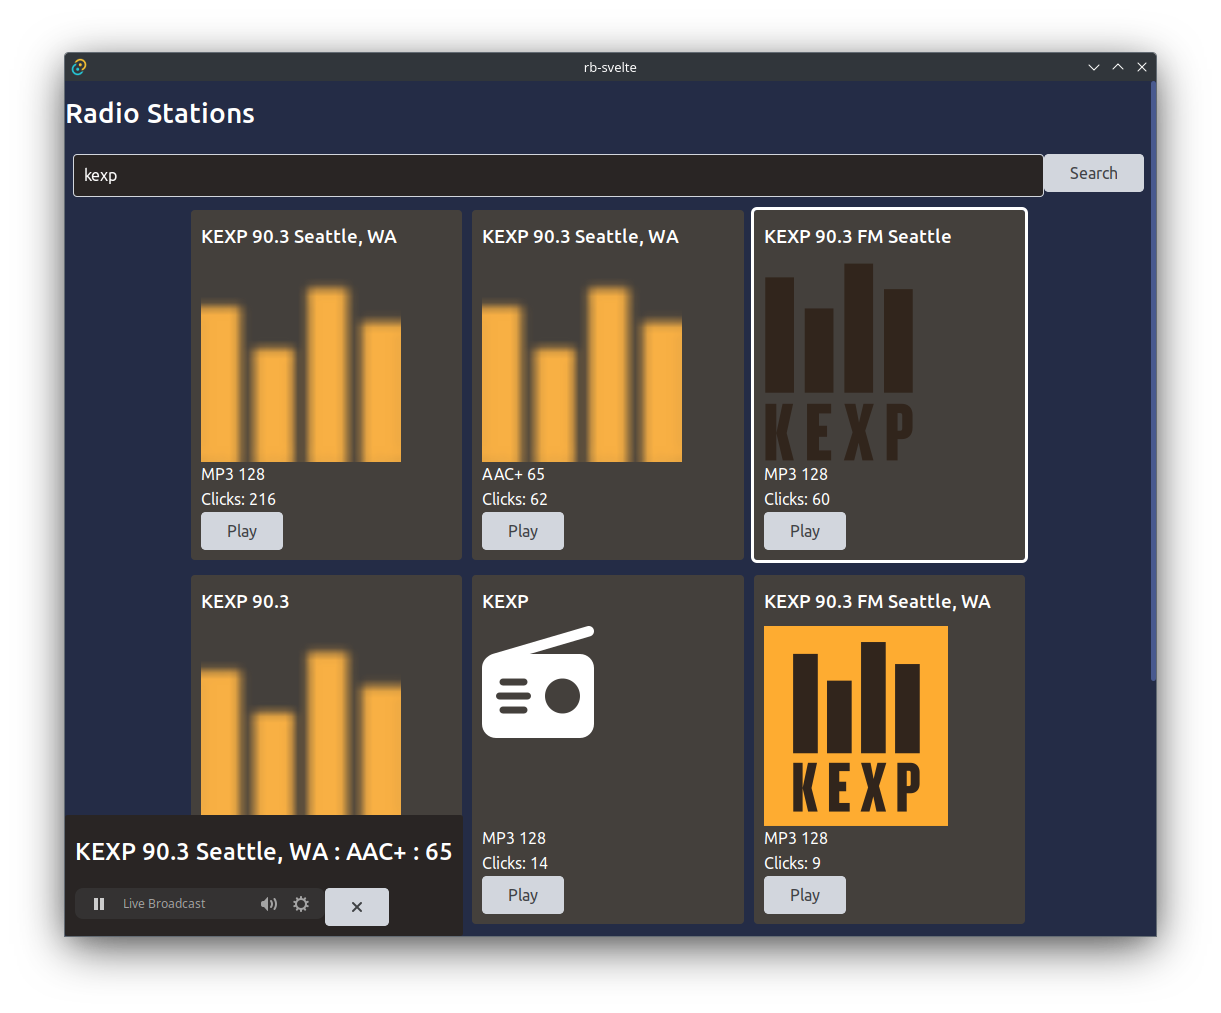 rb-svelte
Radio Stations
kexp
Search
KEXP 90.3 Seattle, WA
MP3 128
Clicks: 216
Play
KEXP 90.3 Seattle, WA
AAC+ 65
Clicks: 62
Play
KEXP 90.3 FM Seattle
KEXP
MP3 128
Clicks: 60
Play
KEXP 90.3
KEXP
MP3 128
Clicks: 14
Play
KEXP 90.3 FM Seattle, WA
KEXP
MP3 128
Clicks: 9
Play
KEXP 90.3 Seattle, WA : AAC+ : 65
Live Broadcast